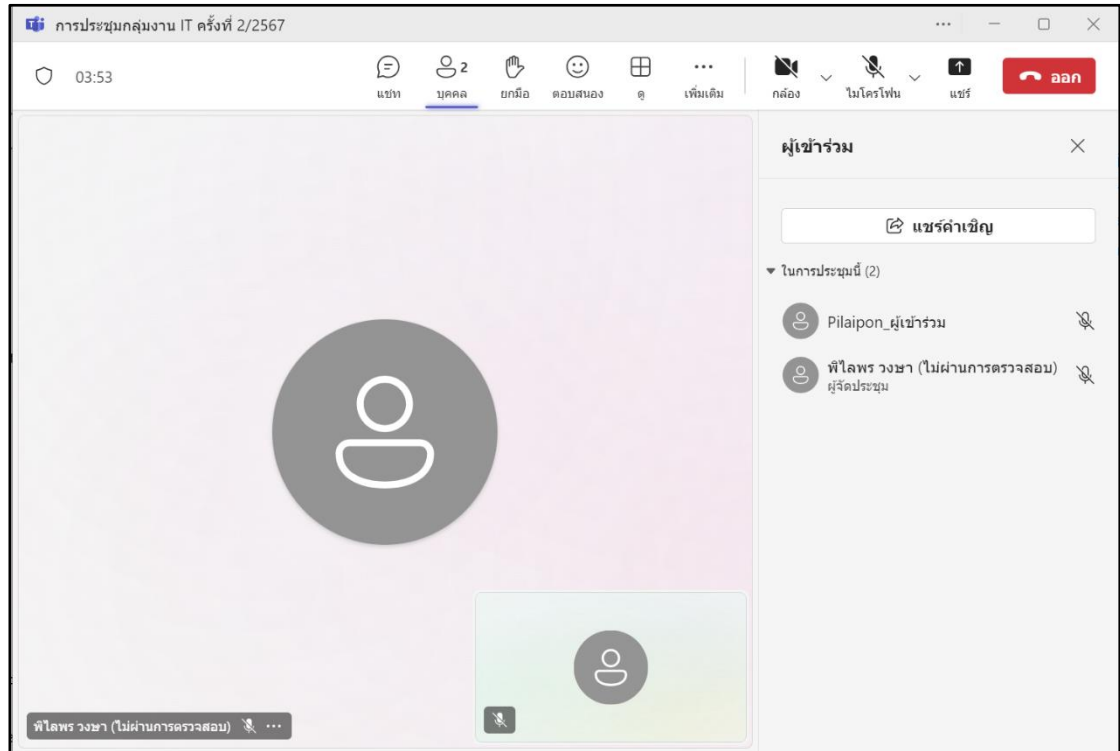 การประชุมกลุ่มงาน IT ครั้งที่ 2/2567
03:53
แชท
2
บุคคล
ยกมือ
ตอบสนอง
ดู
เพิ่มเติม
กล้อง
ไมโครโฟน
แชร์
ออก
ผู้เข้าร่วม
แชร์คำเชิญ
ในการประชุมนี้ (2)
Pilaipon_ผู้เข้าร่วม
พิไลพร วงษา (ไม่ผ่านการตรวจสอบ)
ผู้จัดประชุม
พิไลพร วงษา (ไม่ผ่านการตรวจสอบ)